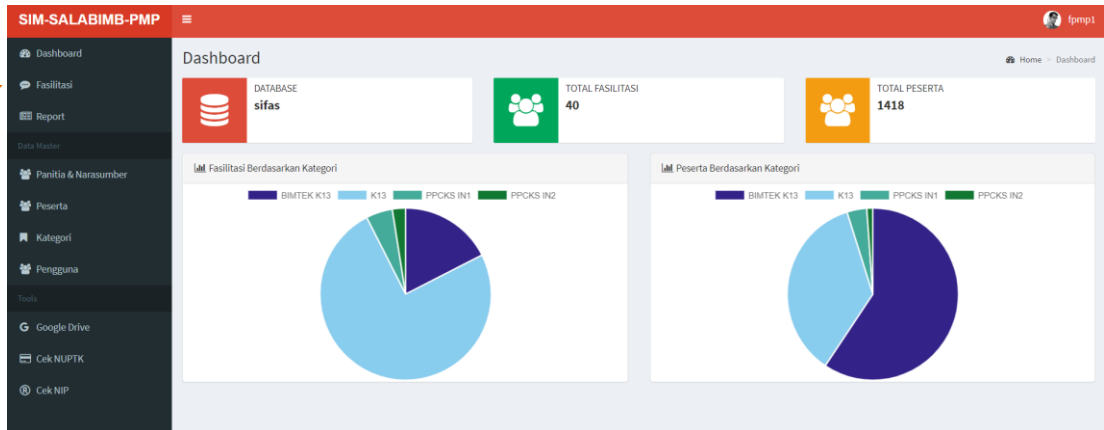 SIM-SALABIMB-PMP
fpmp1
Dashboard
Fasilitasi
Report
Data Master
Panitia & Narasumber
Peserta
Kategori
Pengguna
Tools
Google Drive
Cek NUPTK
Cek NIP
Dashboard
Home > Dashboard
DATABASE
sifas
TOTAL FASILITASI
40
TOTAL PESERTA
1418
Fasilitasi Berdasarkan Kategori
BIMTEK K13 K13 PPCKS IN1 PPCKS IN2
Peserta Berdasarkan Kategori
BIMTEK K13 K13 PPCKS IN1 PPCKS IN2